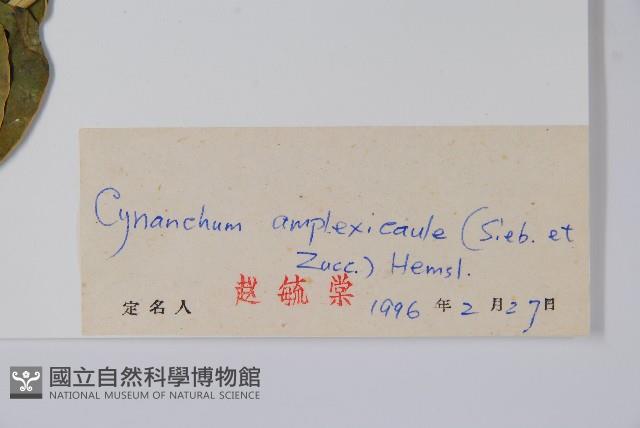 Cynanchum amplexicaule (Sieb. et
Zucc.) Hemsl.
定名人 赵毓棠 1996 年 2 月 27 日
國立自然科學博物館
NATIONAL MUSEUM OF NATURAL SCIENCE